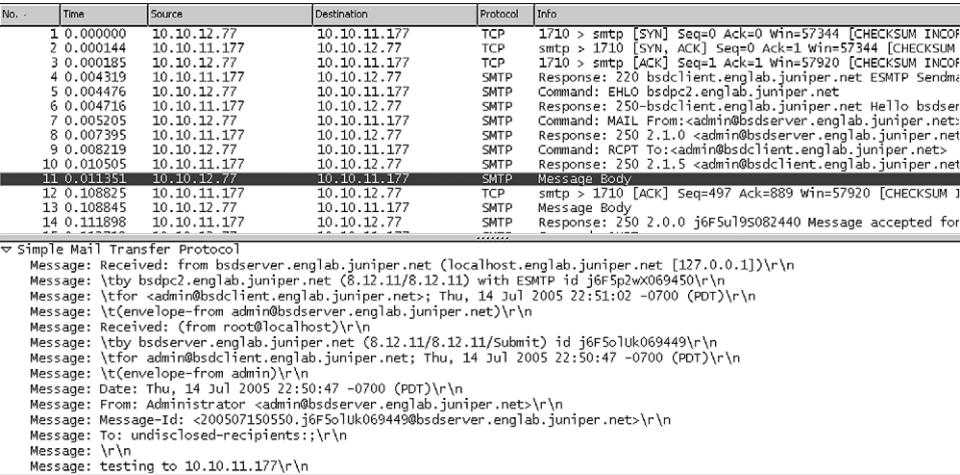 No. Time Source Destination Protocol Info
1 0.000000 10.10.12.77 10.10.11.177 TCP 1710 > smtp [SYN] Seq=0 Ack=0 Win=57344 [CHECKSUM INCOR
2 0.000144 10.10.11.177 10.10.12.77 TCP smtp > 1710 [SYN, ACK] Seq=0 Ack=1 Win=57344 [CHECKSUM
3 0.000185 10.10.12.77 10.10.11.177 TCP 1710 > smtp [ACK] Seq=1 Ack=1 Win=57920 [CHECKSUM INCOF
4 0.004319 10.10.11.177 10.10.12.77 SMTP Response: 220 bsdclient.englab.juniper.net ESMTP Sendma
5 0.004476 10.10.12.77 10.10.11.177 SMTP Command: EHLO bsdpc2.englab.juniper.net
6 0.004716 10.10.11.177 10.10.12.77 SMTP Response: 250-bsdclient.englab.juniper.net Hello bsdser
7 0.005205 10.10.12.77 10.10.11.177 SMTP Command: MAIL From:<admin@bsdserver.englab.juniper.net>
8 0.007395 10.10.11.177 10.10.12.77 SMTP Response: 250 2.1.0 <admin@bsdserver.englab.juniper.net
9 0.008219 10.10.12.77 10.10.11.177 SMTP Command: RCPT To:<admin@bsdclient.englab.juniper.net>
10 0.010505 10.10.11.177 10.10.12.77 SMTP Response: 250 2.1.5 <admin@bsdclient.englab.juniper.net
11 0.011351 10.10.12.77 10.10.11.177 SMTP Message Body
12 0.108825 10.10.11.177 10.10.12.77 TCP smtp > 1710 [ACK] Seq=497 Ack=889 Win=57920 [CHECKSUM I
13 0.108845 10.10.12.77 10.10.11.177 SMTP Message Body
14 0.111898 10.10.11.177 10.10.12.77 SMTP Response: 250 2.0.0 j6F5ul9S082440 Message accepted for
Simple Mail Transfer Protocol
Message: Received: from bsdserver.englab.juniper.net (localhost.englab.juniper.net [127.0.0.1])\r\n
Message: \tby bsdpc2.englab.juniper.net (8.12.11/8.12.11) with ESMTP id j6F5p2wX069450\r\n
Message: \tfor <admin@bsdclient.englab.juniper.net>; Thu, 14 Jul 2005 22:51:02 -0700 (PDT)\r\n
Message: \t(envelope-from admin@bsdserver.englab.juniper.net)\r\n
Message: Received: (from root@localhost)\r\n
Message: \tby bsdserver.englab.juniper.net (8.12.11/8.12.11/Submit) id j6F5olUk069449\r\n
Message: \tfor admin@bsdclient.englab.juniper.net; Thu, 14 Jul 2005 22:50:47 -0700 (PDT)\r\n
Message: \t(envelope-from admin)\r\n
Message: Date: Thu, 14 Jul 2005 22:50:47 -0700 (PDT)\r\n
Message: From: Administrator <admin@bsdserver.englab.juniper.net>\r\n
Message: Message-Id: <200507150550.j6F5olUk069449@bsdserver.englab.juniper.net>\r\n
Message: To: undisclosed-recipients:;\r\n
Message: \r\n
Message: testing to 10.10.11.177\r\n